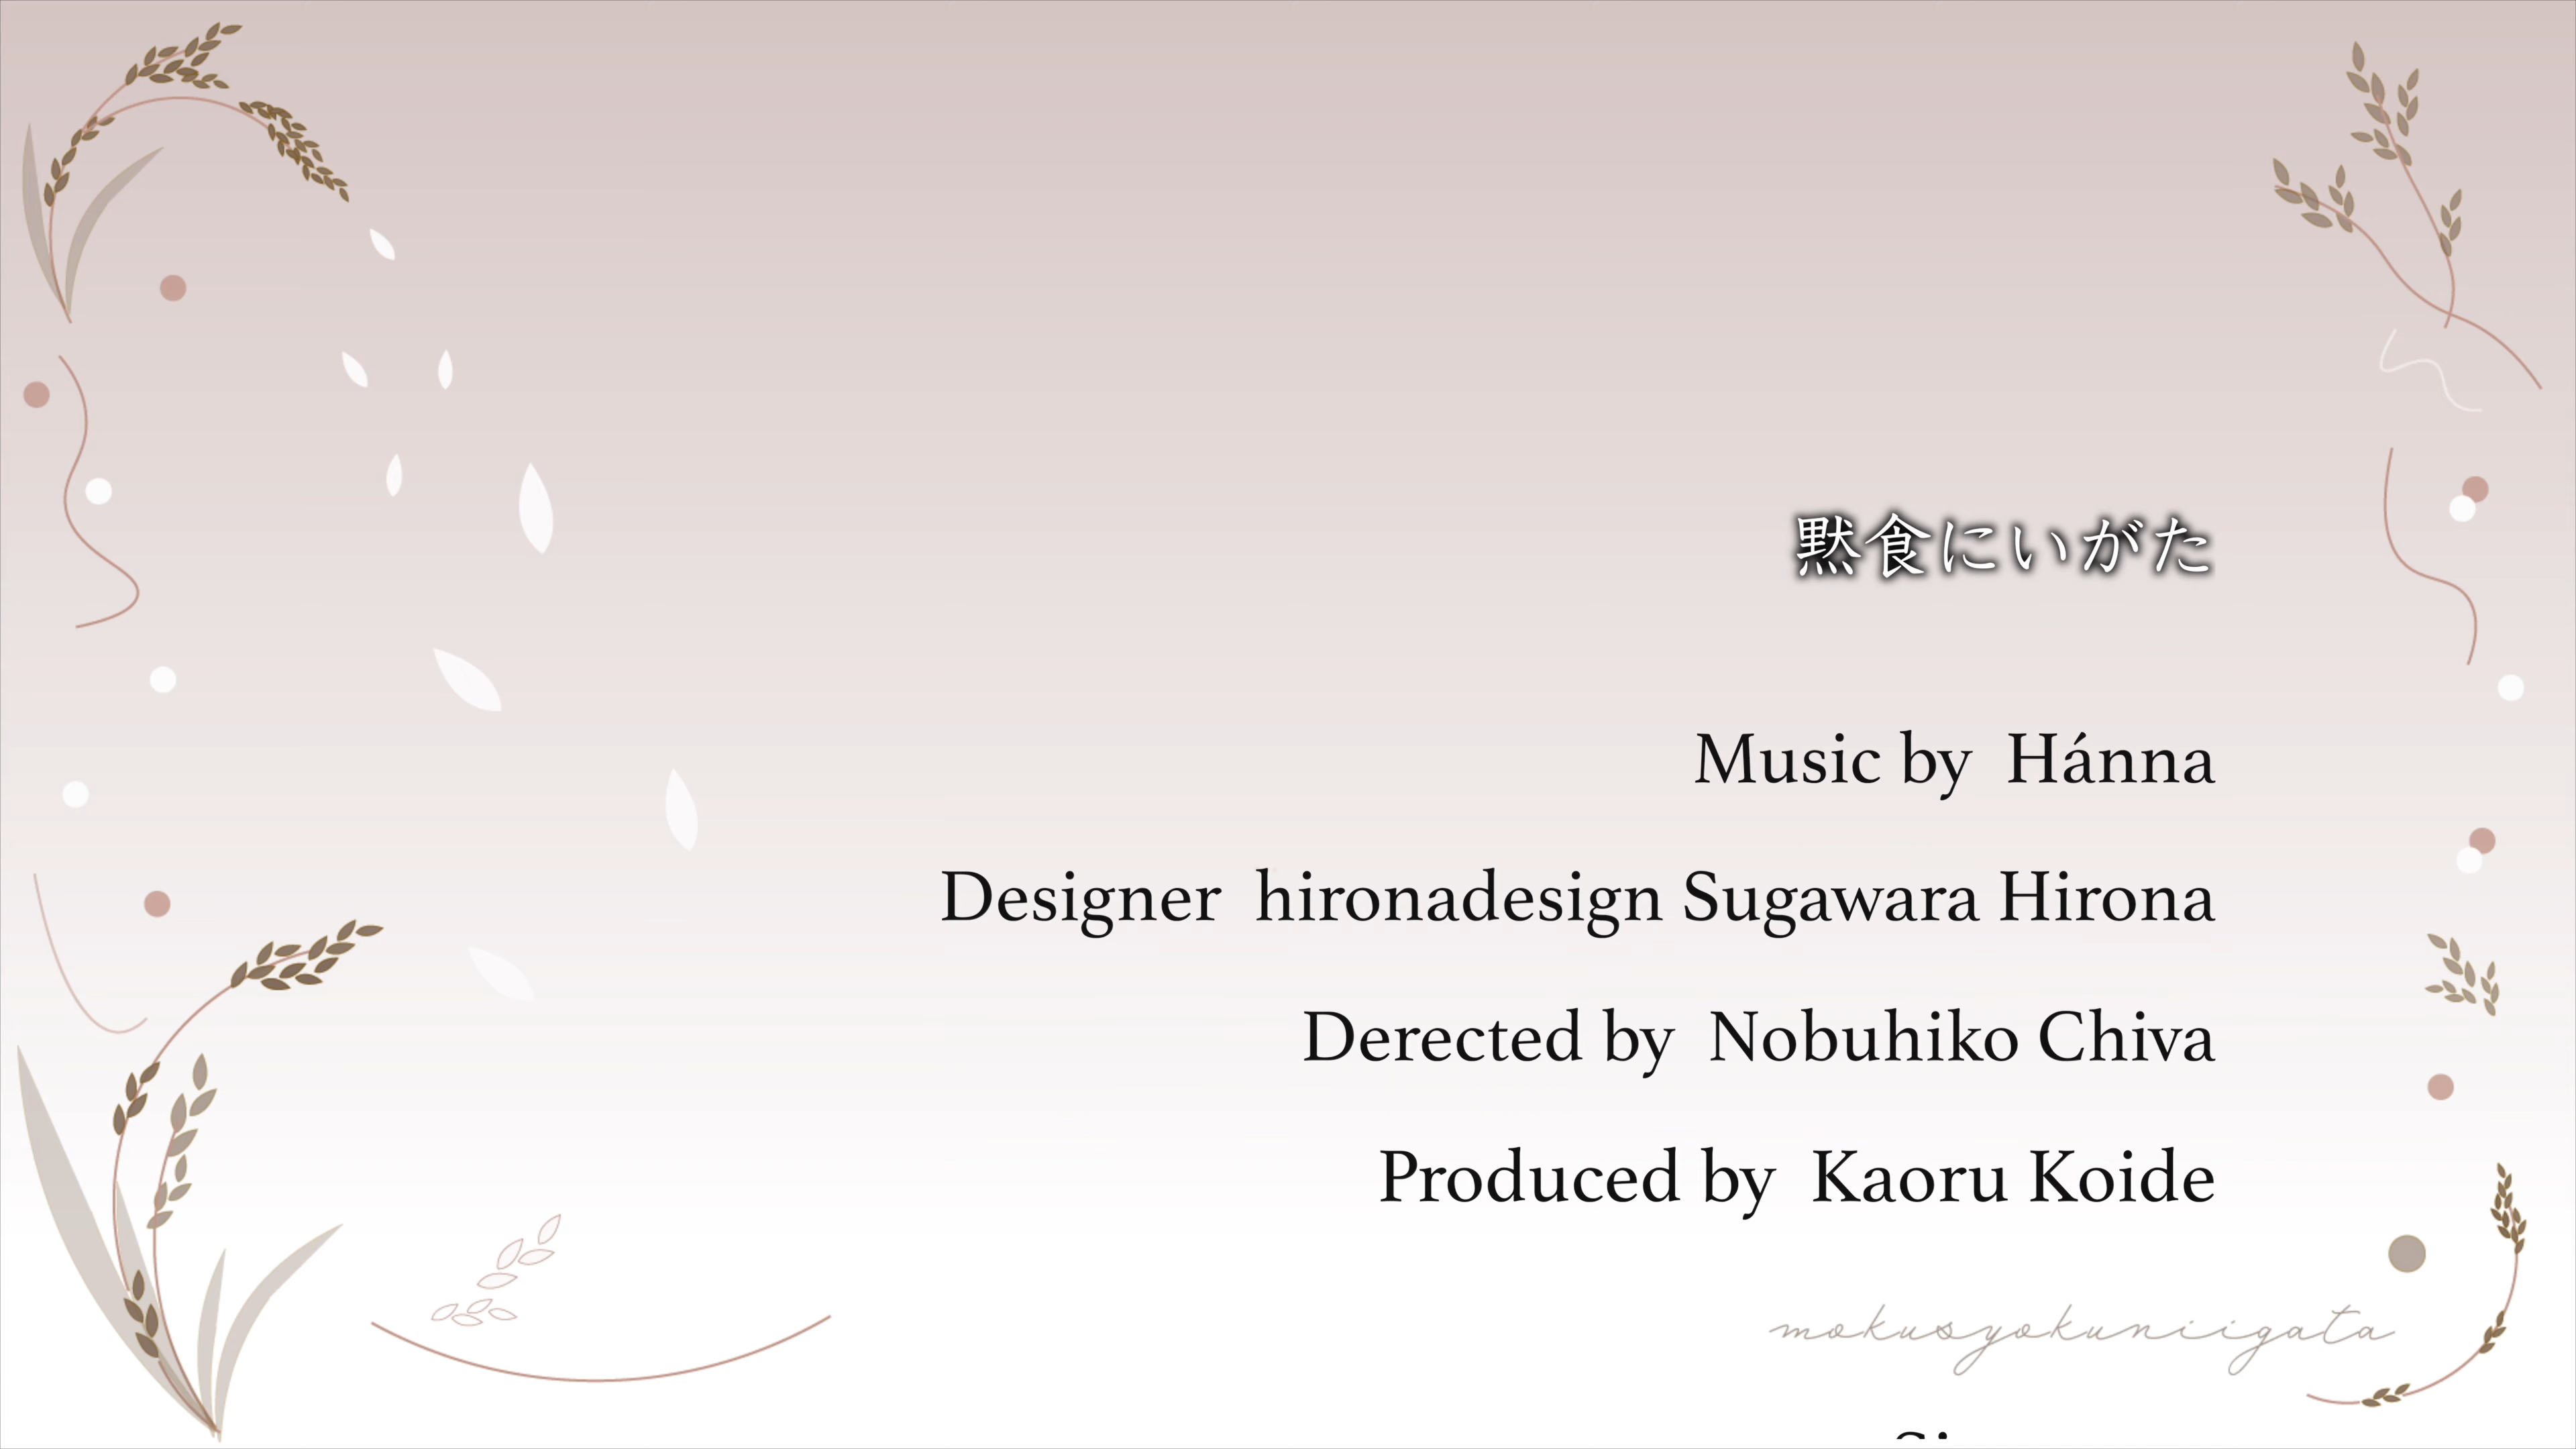 黙食にいがた
Music by Hánna
Designer hironadesign Sugawara Hirona
Derected by Nobuhiko Chiva
Produced by Kaoru Koide
mokusyokuniigata